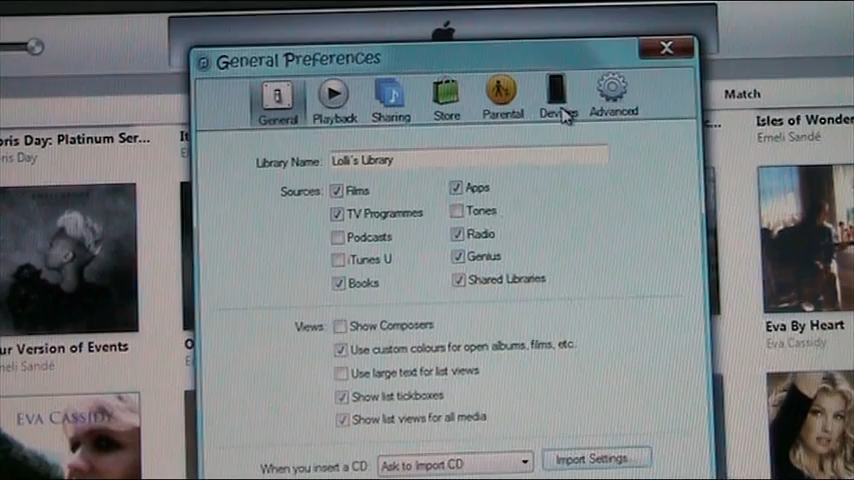 General Preferences
General Playback Sharing Store Parental Devices Advanced
Match
Library Name: Lolli's Library
Sources: Films Apps
TV Programmes Tones
Podcasts Radio
iTunes U Genius
Books Shared Libraries
Views: Show Composers
Use custom colours for open albums, films, etc.
Use large text for list views
Show list tickboxes
Show list views for all media
When you insert a CD: Ask to Import CD Import Settings...
oris Day: Platinum Ser...
oris Day
ur Version of Events
meli Sandé
EVA CASSIDY
Isles of Wonder
Emeli Sandé
Eva By Heart
Eva Cassidy